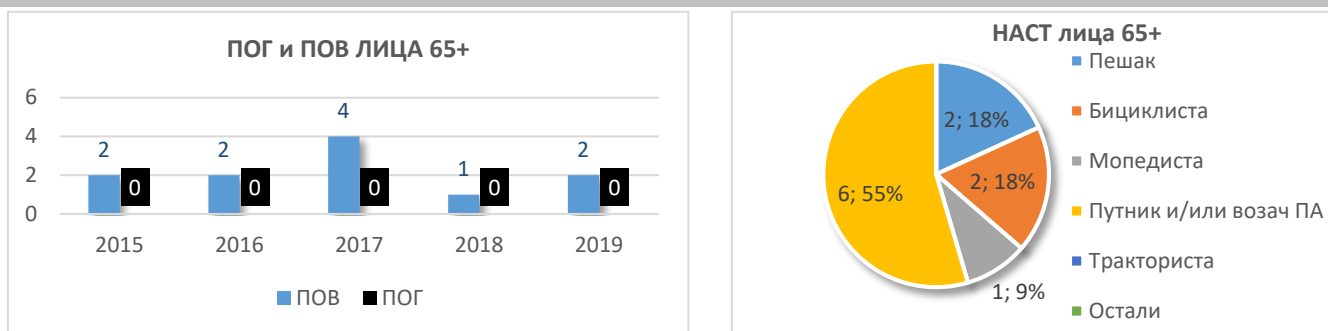 ПОГ и ПОВ ЛИЦА 65+
6
4
2
0
2
2
4
1
2
0
0
0
0
0
2015
2016
2017
2018
2019
ПОВ
ПОГ
НАСТ лица 65+
2; 18%
2; 18%
1; 9%
6; 55%
Пешак
Бициклиста
Мопедиста
Путник и/или возач ПА
Тракториста
Остали